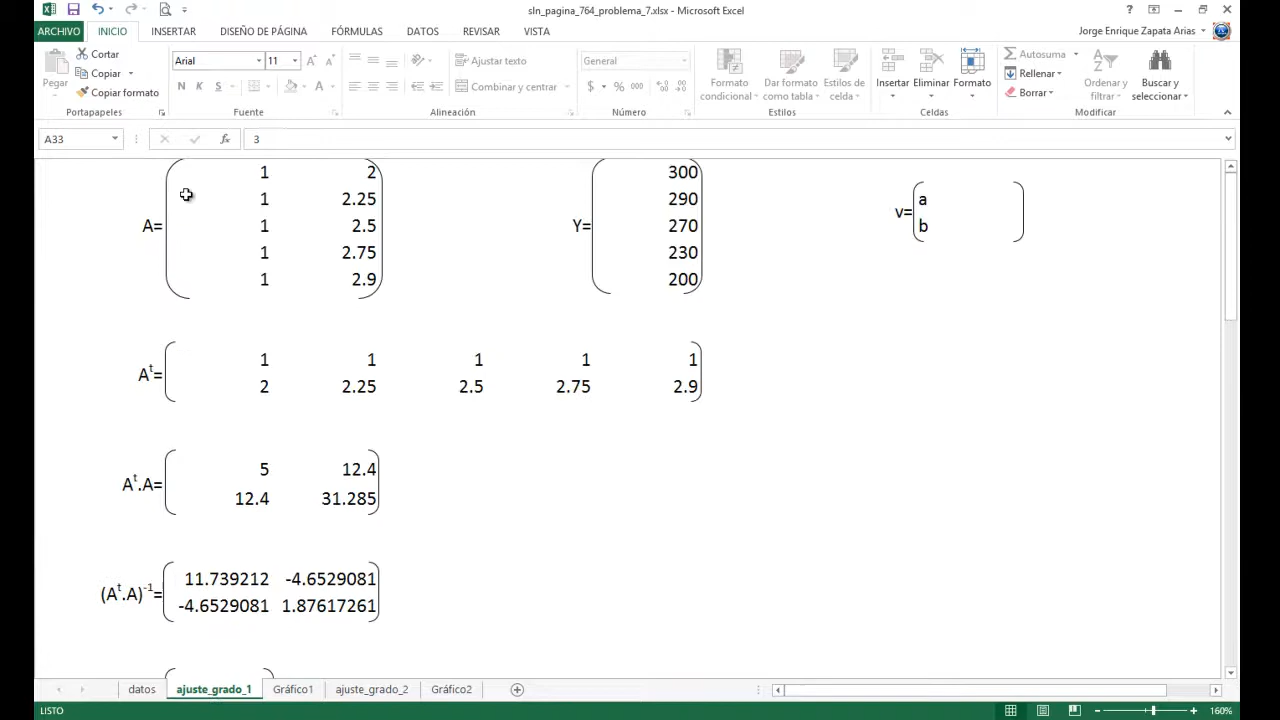 sln_pagina_764_problema_7.xlsx - Microsoft Excel
ARCHIVO INICIO INSERTAR DISEÑO DE PÁGINA FÓRMULAS DATOS REVISAR VISTA Jorge Enrique Zapata Arias
Pegar
Cortar
Copiar
Copiar formato
Portapapeles
Arial 11
N K S
Fuente
Ajustar texto
Combinar y centrar
Alineación
General
$ % 000
Número
Formato condicional
Dar formato como tabla
Estilos de celda
Estilos
Insertar Eliminar Formato
Celdas
Autosuma
Rellenar
Borrar
Ordenar y filtrar
Buscar y seleccionar
Modificar
A33 fx 3
A=
1 2
1 2.25
1 2.5
1 2.75
1 2.9
Y=
300
290
270
230
200
v=
a
b
Aᵗ=
1 1 1 1 1
2 2.25 2.5 2.75 2.9
Aᵗ.A=
5 12.4
12.4 31.285
(Aᵗ.A)⁻¹=
11.739212 -4.6529081
-4.6529081 1.87617261
datos ajuste_grado_1 Gráfico1 ajuste_grado_2 Gráfico2
LISTO 160%